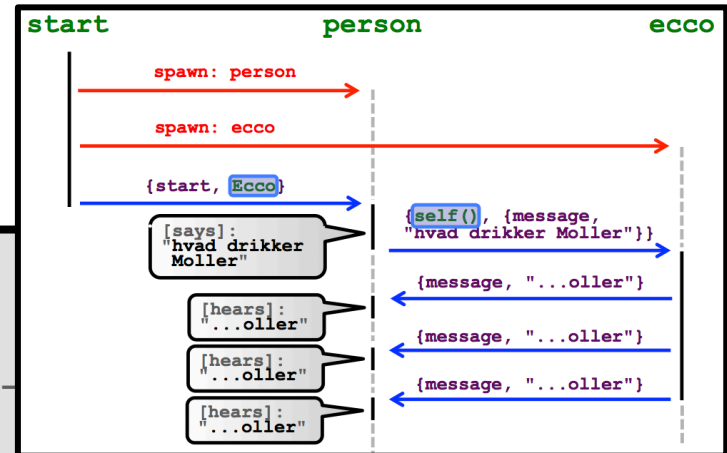 start person ecco
spawn: person
spawn: ecco
{start, Ecco}
[says]:
"hvad drikker
Moller"
{self(), {message,
"hvad drikker Moller"}}
{message, "...oller"}
[hears]:
"...oller"
{message, "...oller"}
[hears]:
"...oller"
{message, "...oller"}
[hears]:
"...oller"